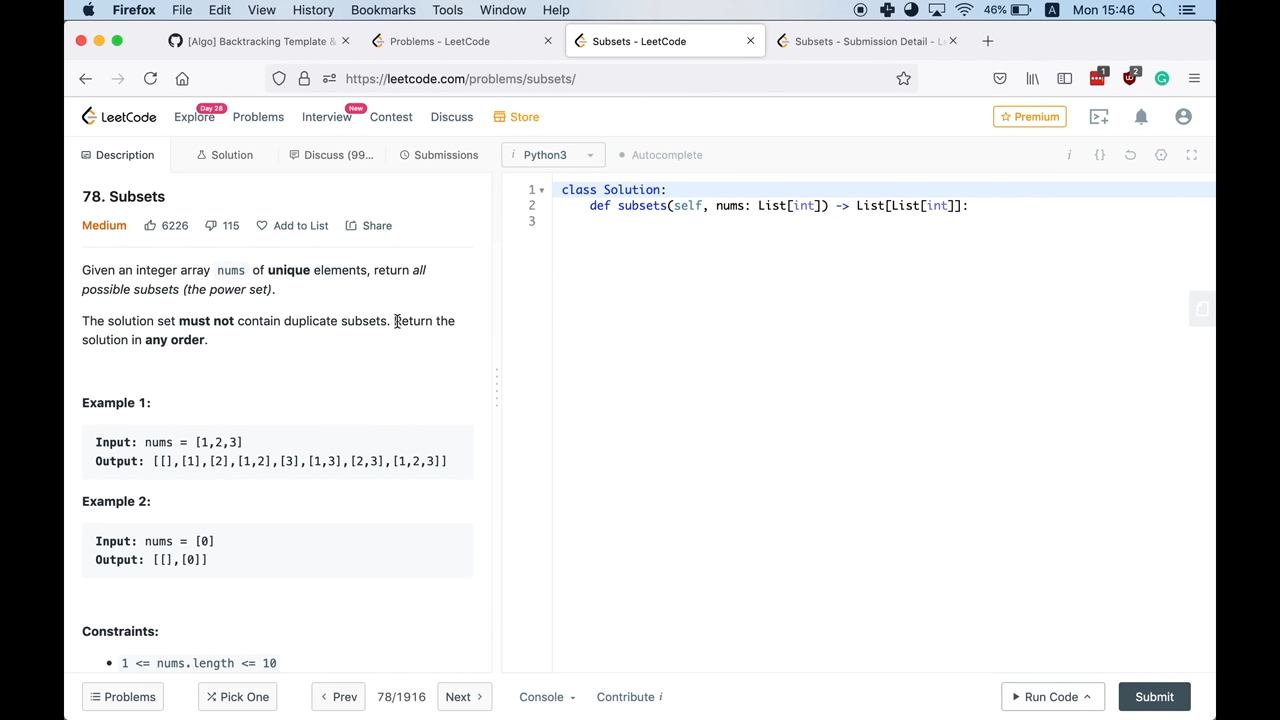 Firefox File Edit View History Bookmarks Tools Window Help 46% A Mon 15:46
[Algo] Backtracking Template & Problems - LeetCode Subsets - LeetCode Subsets - Submission Detail - L
https://leetcode.com/problems/subsets/ 1 2
LeetCode Explore Day 28 Problems Interview New Contest Discuss Store Premium
Description Solution Discuss (99... Submissions i Python3 Autocomplete i {}
78. Subsets
Medium 6226 115 Add to List Share
Given an integer array nums of unique elements, return all
possible subsets (the power set).
The solution set must not contain duplicate subsets. Return the
solution in any order.
Example 1:
Input: nums = [1,2,3]
Output: [[],[1],[2],[1,2],[3],[1,3],[2,3],[1,2,3]]
Example 2:
Input: nums = [0]
Output: [[],[0]]
Constraints:
• 1 <= nums.length <= 10
1 class Solution:
2 def subsets(self, nums: List[int]) -> List[List[int]]:
3
Problems Pick One Prev 78/1916 Next Console Contribute i Run Code Submit